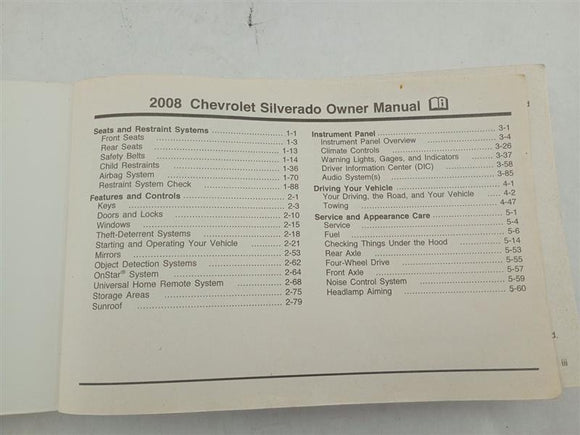 2008 Chevrolet Silverado Owner Manual
Seats and Restraint Systems ... 1-1
Front Seats ... 1-3
Rear Seats ... 1-13
Safety Belts ... 1-14
Child Restraints ... 1-36
Airbag System ... 1-70
Restraint System Check ... 1-88
Features and Controls ... 2-1
Keys ... 2-3
Doors and Locks ... 2-10
Windows ... 2-15
Theft-Deterrent Systems ... 2-18
Starting and Operating Your Vehicle ... 2-21
Mirrors ... 2-53
Object Detection Systems ... 2-62
OnStar® System ... 2-64
Universal Home Remote System ... 2-68
Storage Areas ... 2-75
Sunroof ... 2-79
Instrument Panel ... 3-1
Instrument Panel Overview ... 3-4
Climate Controls ... 3-26
Warning Lights, Gages, and Indicators ... 3-37
Driver Information Center (DIC) ... 3-58
Audio System(s) ... 3-85
Driving Your Vehicle ... 4-1
Your Driving, the Road, and Your Vehicle ... 4-2
Towing ... 4-47
Service and Appearance Care ... 5-1
Service ... 5-4
Fuel ... 5-6
Checking Things Under the Hood ... 5-14
Rear Axle ... 5-53
Four-Wheel Drive ... 5-55
Front Axle ... 5-57
Noise Control System ... 5-59
Headlamp Aiming ... 5-60
d
d.
iii